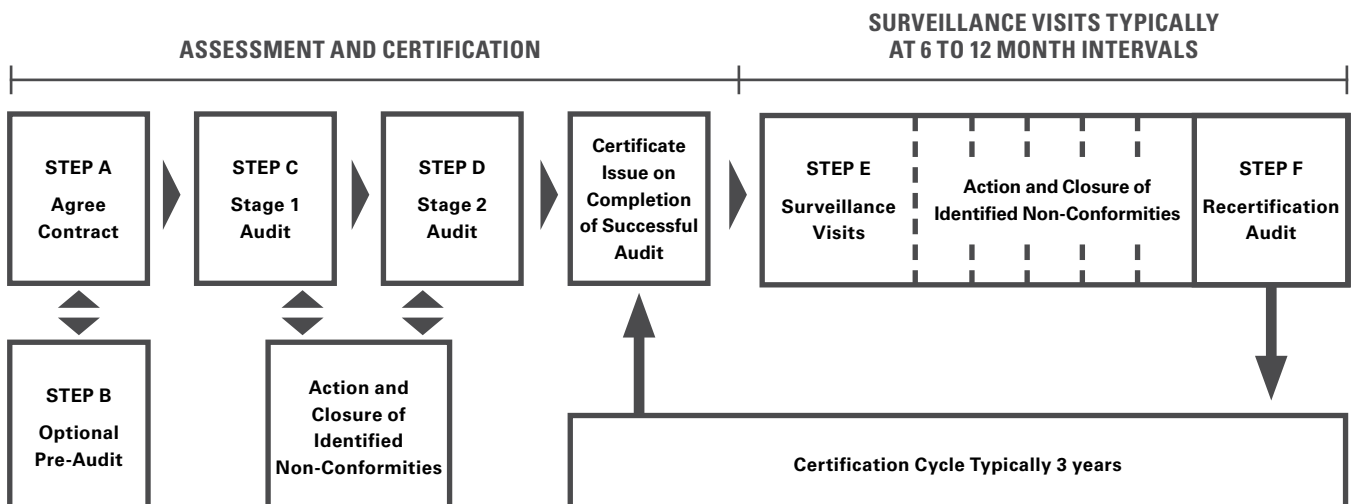 ASSESSMENT AND CERTIFICATION
SURVEILLANCE VISITS TYPICALLY
AT 6 TO 12 MONTH INTERVALS
STEP A
Agree
Contract
STEP C
Stage 1
Audit
STEP D
Stage 2
Audit
Certificate
Issue on
Completion
of Successful
Audit
STEP E
Surveillance
Visits
Action and Closure of
Identified Non-Conformities
STEP F
Recertification
Audit
STEP B
Optional
Pre-Audit
Action and
Closure of
Identified
Non-Conformities
Certification Cycle Typically 3 years